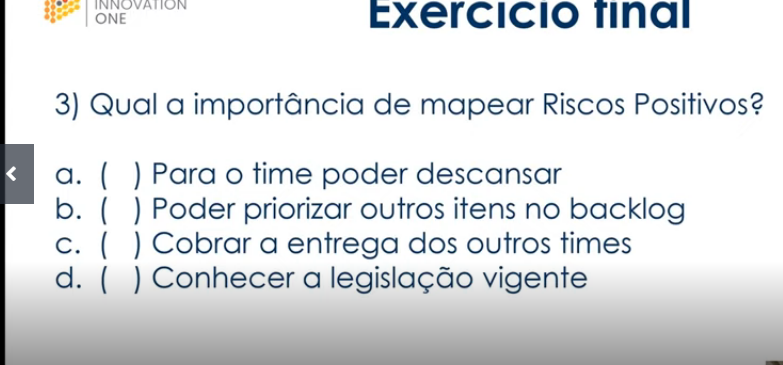 INNOVATION
ONE
Exercício final
3) Qual a importância de mapear Riscos Positivos?
a. ( ) Para o time poder descansar
b. ( ) Poder priorizar outros itens no backlog
c. ( ) Cobrar a entrega dos outros times
d. ( ) Conhecer a legislação vigente